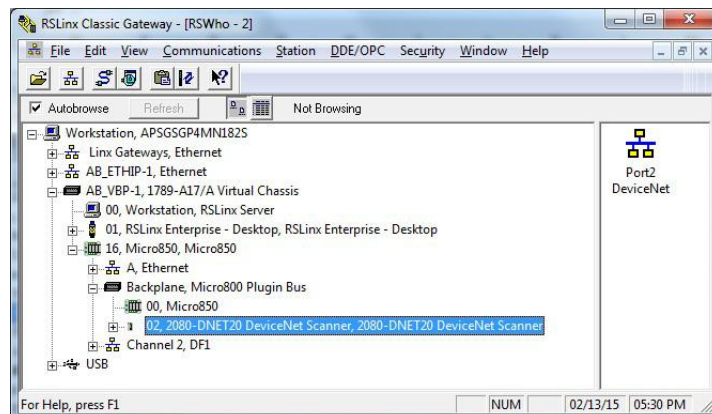 RSLinx Classic Gateway - [RSWho - 2]
File Edit View Communications Station DDE/OPC Security Window Help
Autobrowse Refresh Not Browsing
Workstation, APSGSGP4MN182S
Linx Gateways, Ethernet
AB_ETHIP-1, Ethernet
AB_VBP-1, 1789-A17/A Virtual Chassis
00, Workstation, RSLinx Server
01, RSLinx Enterprise - Desktop, RSLinx Enterprise - Desktop
16, Micro850, Micro850
A, Ethernet
Backplane, Micro800 Plugin Bus
00, Micro850
02, 2080-DNET20 DeviceNet Scanner, 2080-DNET20 DeviceNet Scanner
Channel 2, DF1
USB
Port2
DeviceNet
For Help, press F1 NUM 02/13/15 05:30 PM